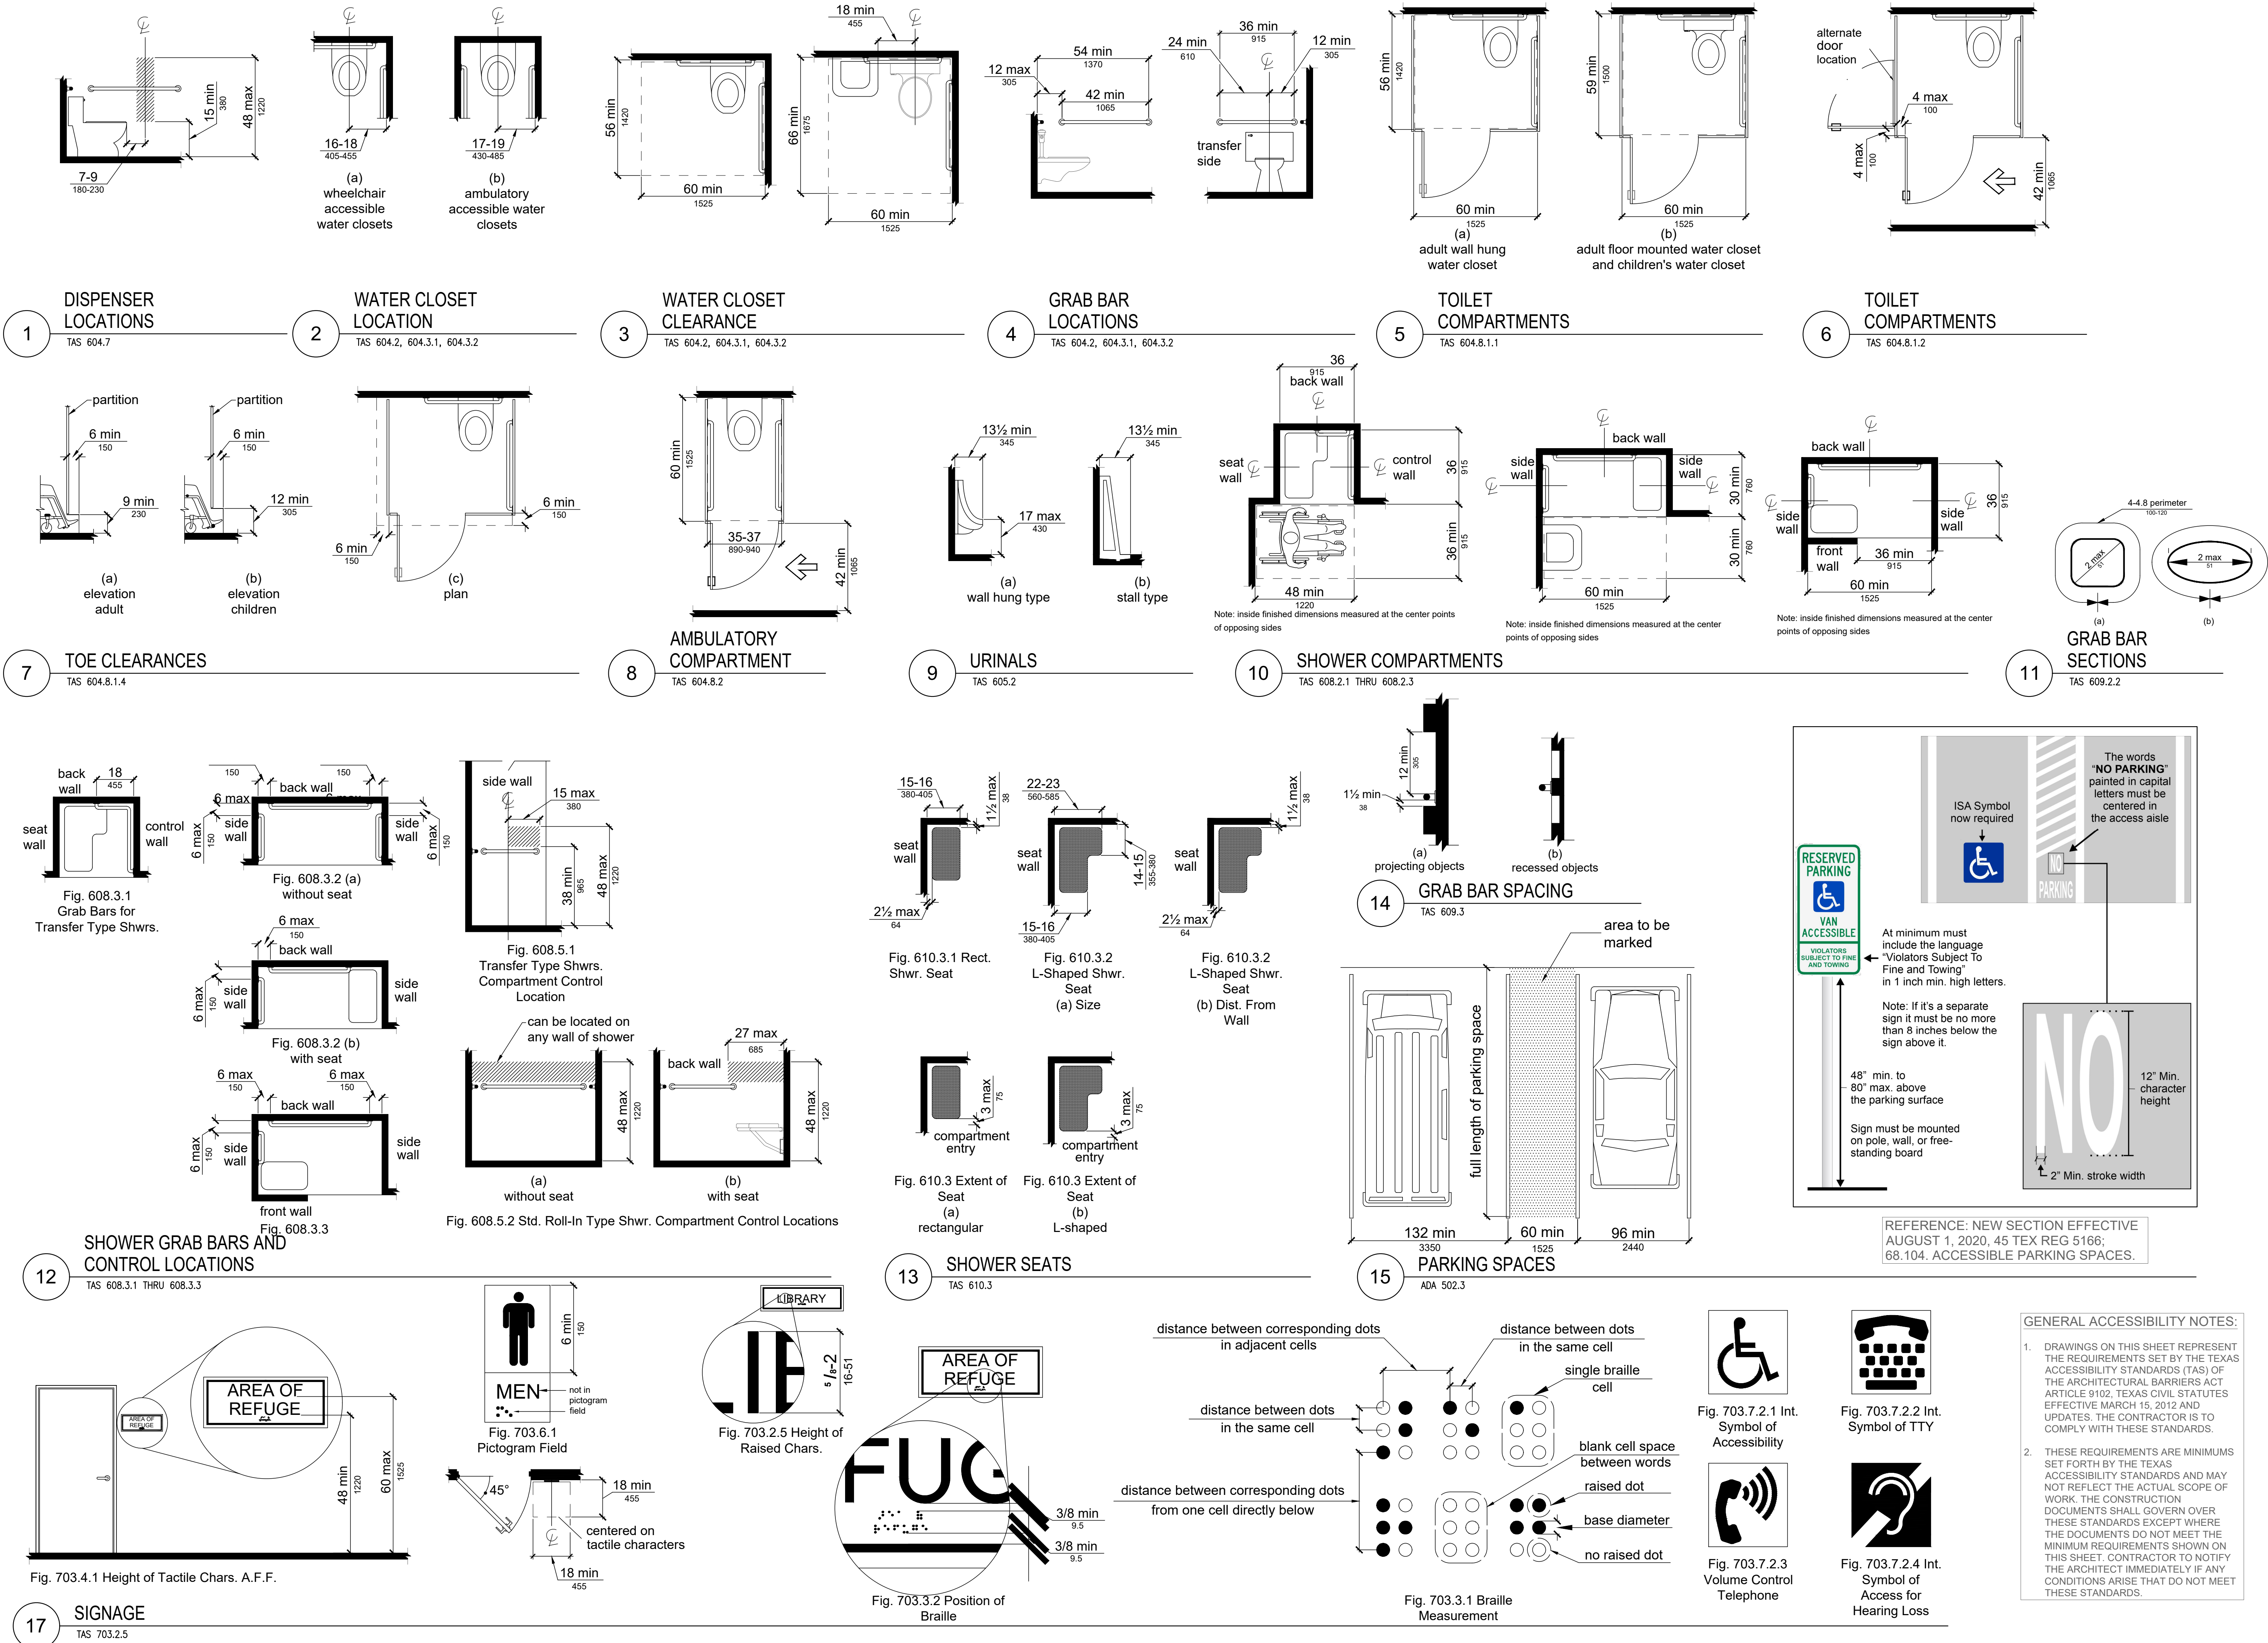 7-9
180-230
15 min
380
48 max
1220
1
DISPENSER
LOCATIONS
TAS 604.7
16-18
405-455
(a)
wheelchair
accessible
water closets
17-19
430-485
(b)
ambulatory
accessible water
closets
2
WATER CLOSET
LOCATION
TAS 604.2, 604.3.1, 604.3.2
56 min
1420
60 min
1525
18 min
455
66 min
1675
60 min
1525
3
WATER CLOSET
CLEARANCE
TAS 604.2, 604.3.1, 604.3.2
54 min
1370
12 max
305
42 min
1065
36 min
915
24 min
610
12 min
305
transfer
side
4
GRAB BAR
LOCATIONS
TAS 604.2, 604.3.1, 604.3.2
56 min
1420
60 min
1525
(a)
adult wall hung
water closet
59 min
1500
60 min
1525
(b)
adult floor mounted water closet
and children's water closet
5
TOILET
COMPARTMENTS
TAS 604.8.1.1
alternate
door
location
4 max
100
4 max
100
42 min
1065
6
TOILET
COMPARTMENTS
TAS 604.8.1.2
partition
6 min
150
9 min
230
(a)
elevation
adult
partition
6 min
150
12 min
305
(b)
elevation
children
6 min
150
6 min
150
(c)
plan
7
TOE CLEARANCES
TAS 604.8.1.4
60 min
1525
35-37
890-940
42 min
1065
8
AMBULATORY
COMPARTMENT
TAS 604.8.2
13½ min
345
17 max
430
(a)
wall hung type
13½ min
345
(b)
stall type
9
URINALS
TAS 605.2
36
915
back wall
seat
wall
control
wall
36
915
36 min
915
48 min
1220
Note: inside finished dimensions measured at the center points
of opposing sides
back wall
side
wall
side
wall
30 min
760
30 min
760
60 min
1525
Note: inside finished dimensions measured at the center
points of opposing sides
back wall
side
wall
side
wall
front
wall
36
915
36 min
915
60 min
1525
Note: inside finished dimensions measured at the center
points of opposing sides
10
SHOWER COMPARTMENTS
TAS 608.2.1 THRU 608.2.3
4-4.8 perimeter
100-120
2 max
51
2 max
51
(a)
(b)
11
GRAB BAR
SECTIONS
TAS 609.2.2
back
wall
18
455
seat
wall
control
wall
Fig. 608.3.1
Grab Bars for
Transfer Type Shwrs.
150
150
back wall
6 max
6 max
6 max
150
side
wall
side
wall
6 max
150
Fig. 608.3.2 (a)
without seat
6 max
150
back wall
6 max
150
side
wall
side
wall
Fig. 608.3.2 (b)
with seat
6 max
150
6 max
150
back wall
6 max
150
side
wall
side
wall
front wall
Fig. 608.3.3
side wall
15 max
380
38 min
965
48 max
1220
Fig. 608.5.1
Transfer Type Shwrs.
Compartment Control
Location
can be located on
any wall of shower
48 max
1220
(a)
without seat
27 max
685
back wall
48 max
1220
(b)
with seat
Fig. 608.5.2 Std. Roll-In Type Shwr. Compartment Control Locations
12
SHOWER GRAB BARS AND
CONTROL LOCATIONS
TAS 608.3.1 THRU 608.3.3
15-16
380-405
1½ max
38
seat
wall
2½ max
64
Fig. 610.3.1 Rect.
Shwr. Seat
22-23
560-585
seat
wall
14-15
355-380
15-16
380-405
Fig. 610.3.2
L-Shaped Shwr.
Seat
(a) Size
1½ max
38
seat
wall
2½ max
64
Fig. 610.3.2
L-Shaped Shwr.
Seat
(b) Dist. From
Wall
3 max
75
compartment
entry
Fig. 610.3 Extent of
Seat
(a)
rectangular
3 max
75
compartment
entry
Fig. 610.3 Extent of
Seat
(b)
L-shaped
13
SHOWER SEATS
TAS 610.3
12 min
305
1½ min
38
(a)
projecting objects
(b)
recessed objects
14
GRAB BAR SPACING
TAS 609.3
area to be
marked
full length of parking space
132 min
3350
60 min
1525
96 min
2440
15
PARKING SPACES
ADA 502.3
The words
“NO PARKING”
painted in capital
letters must be
centered in
the access aisle
ISA Symbol
now required
NO
PARKING
RESERVED
PARKING
VAN
ACCESSIBLE
VIOLATORS
SUBJECT TO FINE
AND TOWING
At minimum must
include the language
“Violators Subject To
Fine and Towing”
in 1 inch min. high letters.
Note: If it's a separate
sign it must be no more
than 8 inches below the
sign above it.
48” min. to
80” max. above
the parking surface
Sign must be mounted
on pole, wall, or free-
standing board
NO
12” Min.
character
height
2” Min. stroke width
REFERENCE: NEW SECTION EFFECTIVE
AUGUST 1, 2020, 45 TEX REG 5166;
68.104. ACCESSIBLE PARKING SPACES.
AREA OF
REFUGE
AREA OF
REFUGE
48 min
1220
60 max
1525
Fig. 703.4.1 Height of Tactile Chars. A.F.F.
6 min
150
MEN
not in
pictogram
field
Fig. 703.6.1
Pictogram Field
45°
18 min
455
centered on
tactile characters
18 min
455
LIBRARY
5/8-2
16-51
Fig. 703.2.5 Height of
Raised Chars.
AREA OF
REFUGE
FUG
3/8 min
9.5
3/8 min
9.5
Fig. 703.3.2 Position of
Braille
distance between corresponding dots
in adjacent cells
distance between dots
in the same cell
single braille
cell
distance between dots
in the same cell
blank cell space
between words
distance between corresponding dots
from one cell directly below
raised dot
base diameter
no raised dot
Fig. 703.3.1 Braille
Measurement
Fig. 703.7.2.1 Int.
Symbol of
Accessibility
Fig. 703.7.2.2 Int.
Symbol of TTY
Fig. 703.7.2.3
Volume Control
Telephone
Fig. 703.7.2.4 Int.
Symbol of
Access for
Hearing Loss
17
SIGNAGE
TAS 703.2.5
GENERAL ACCESSIBILITY NOTES:
1. DRAWINGS ON THIS SHEET REPRESENT
THE REQUIREMENTS SET BY THE TEXAS
ACCESSIBILITY STANDARDS (TAS) OF
THE ARCHITECTURAL BARRIERS ACT
ARTICLE 9102, TEXAS CIVIL STATUTES
EFFECTIVE MARCH 15, 2012 AND
UPDATES. THE CONTRACTOR IS TO
COMPLY WITH THESE STANDARDS.
2. THESE REQUIREMENTS ARE MINIMUMS
SET FORTH BY THE TEXAS
ACCESSIBILITY STANDARDS AND MAY
NOT REFLECT THE ACTUAL SCOPE OF
WORK. THE CONSTRUCTION
DOCUMENTS SHALL GOVERN OVER
THESE STANDARDS EXCEPT WHERE
THE DOCUMENTS DO NOT MEET THE
MINIMUM REQUIREMENTS SHOWN ON
THIS SHEET. CONTRACTOR TO NOTIFY
THE ARCHITECT IMMEDIATELY IF ANY
CONDITIONS ARISE THAT DO NOT MEET
THESE STANDARDS.